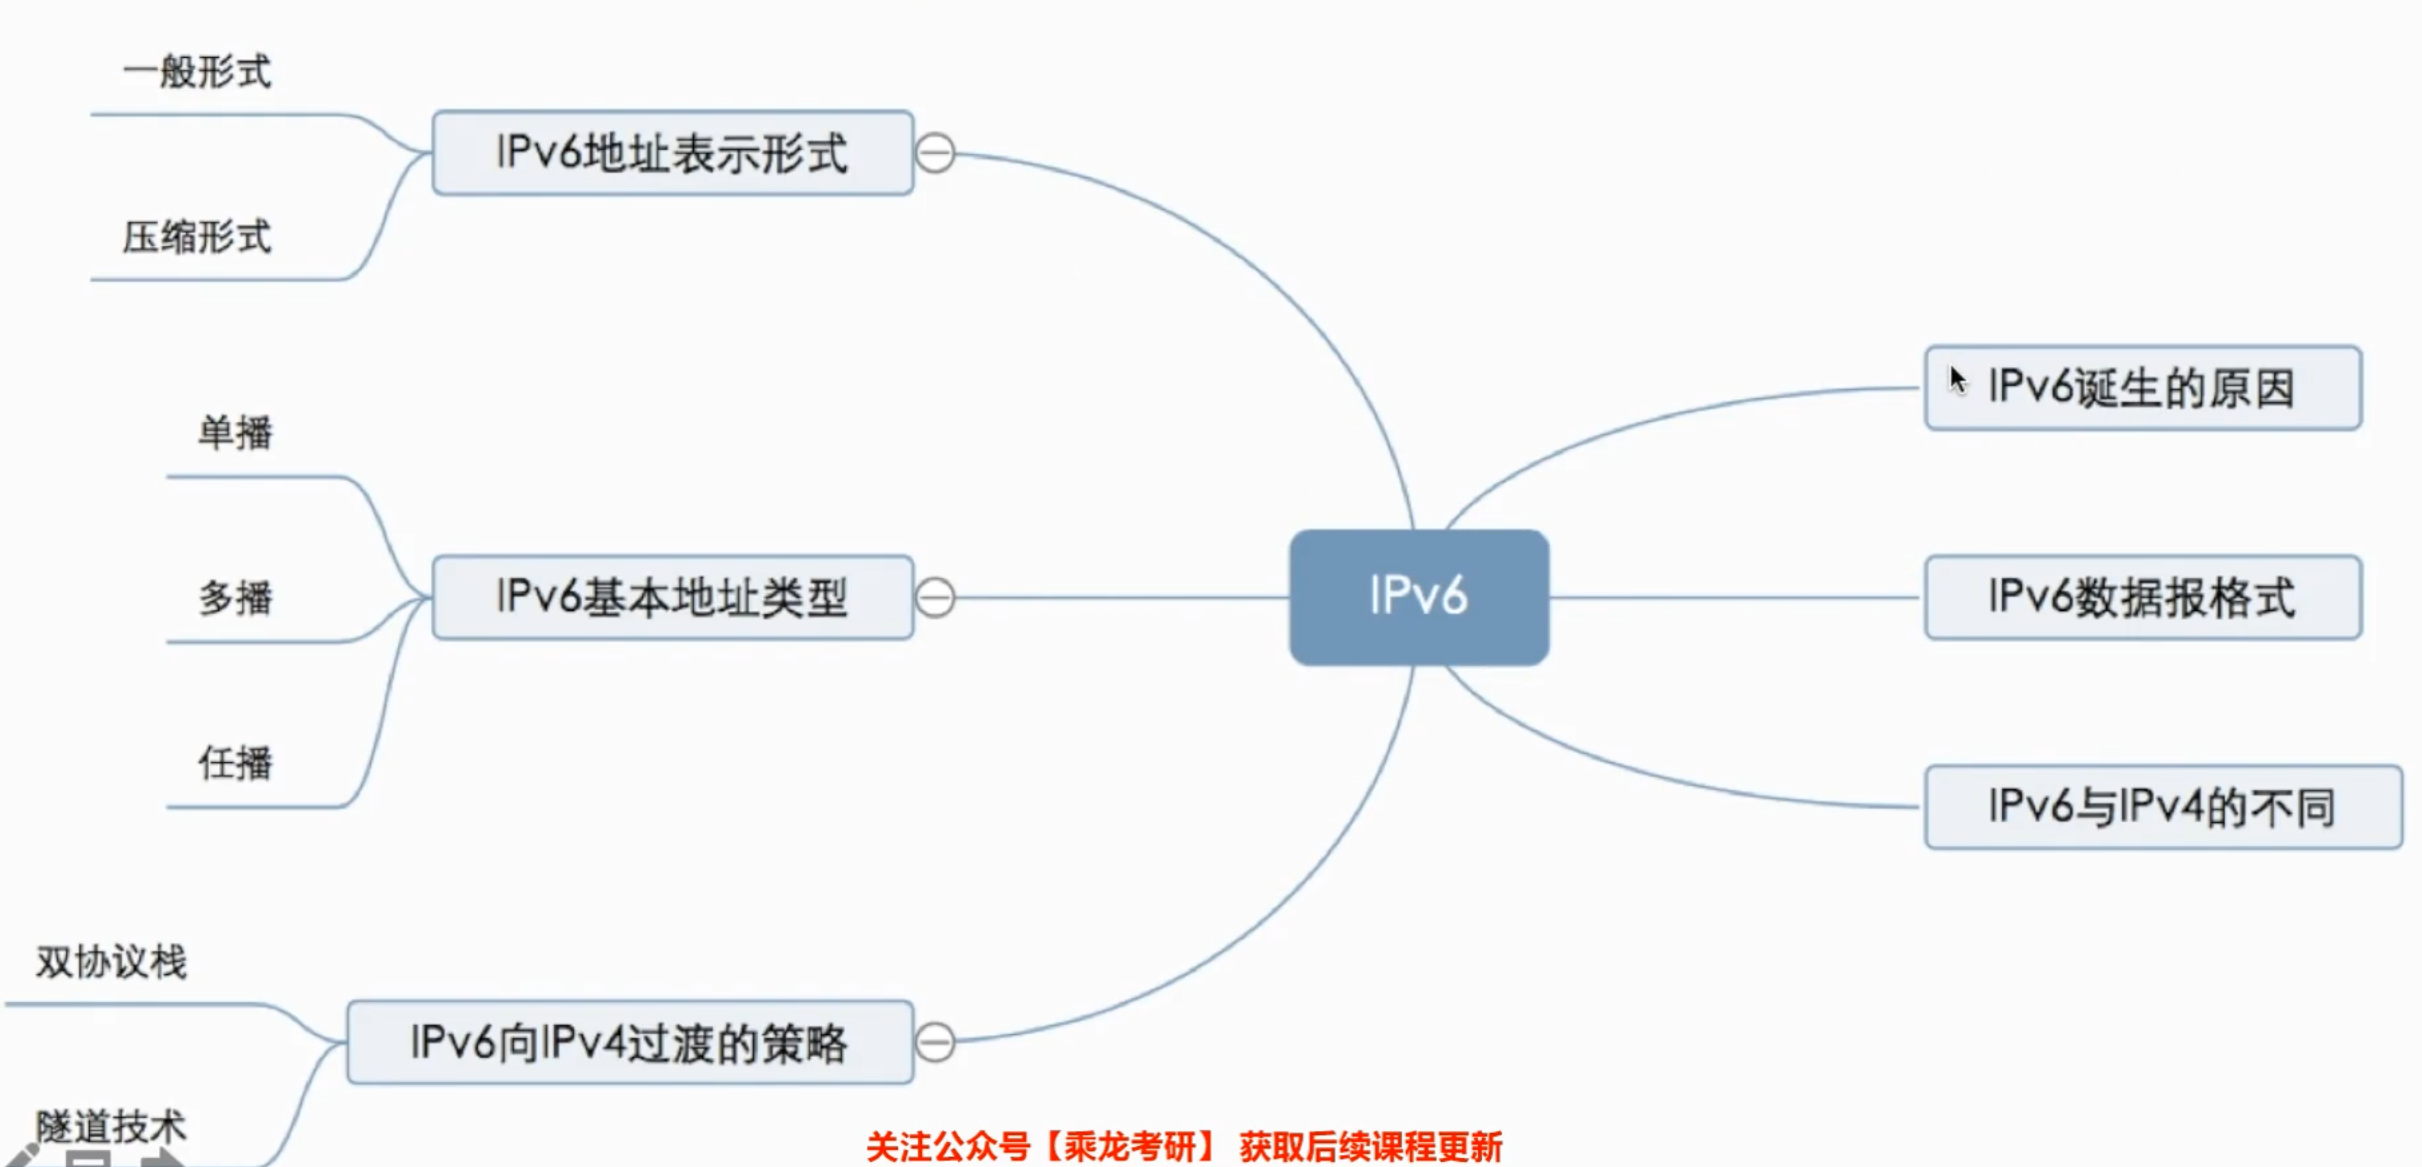 一般形式
压缩形式
IPv6地址表示形式
单播
多播
任播
IPv6基本地址类型
双协议栈
隧道技术
IPv6向IPv4过渡的策略
IPv6
IPv6诞生的原因
IPv6数据报格式
IPv6与IPv4的不同
关注公众号【乘龙考研】 获取后续课程更新